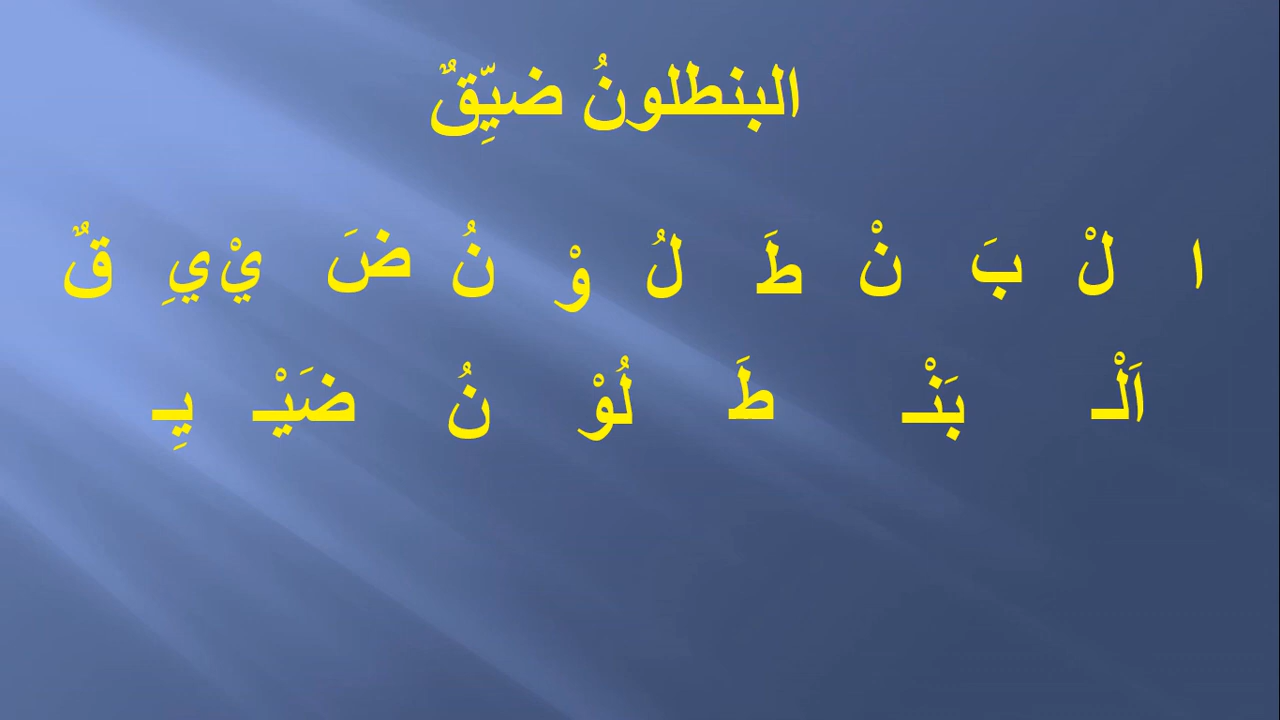 البنطلونُ ضيِّقٌ
ا لْ بَ نْ طَ لُ وْ نُ ضَ يْ يِ قٌ
اَلْـ بَنْـ طَ لُوْ نُ ضَيْـ يِـ